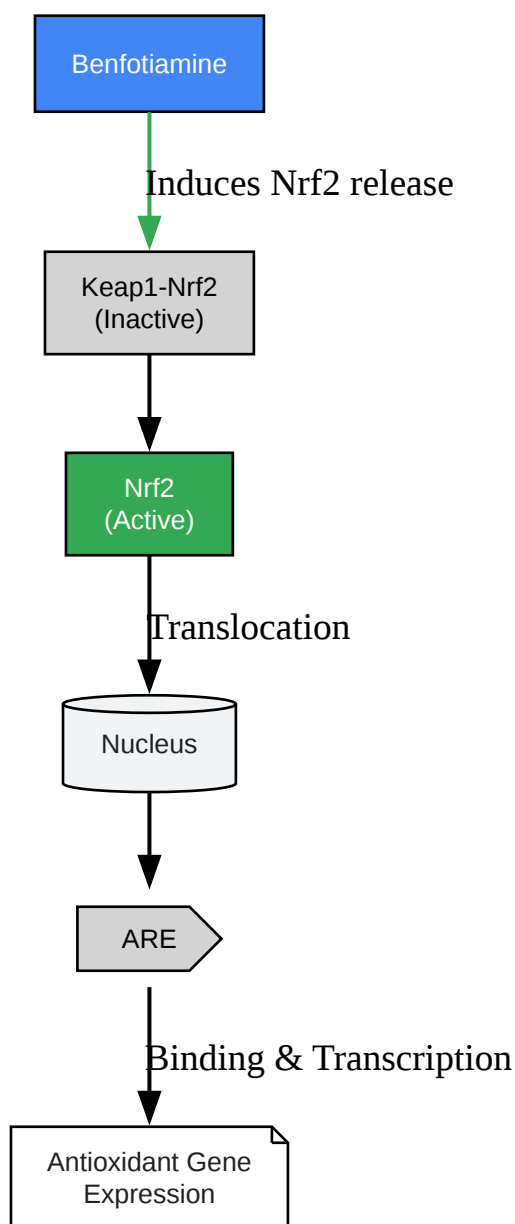 Benfotiamine
Induces Nrf2 release
Keap1-Nrf2
(Inactive)
Nrf2
(Active)
Translocation
Nucleus
ARE
Binding & Transcription
Antioxidant Gene
Expression